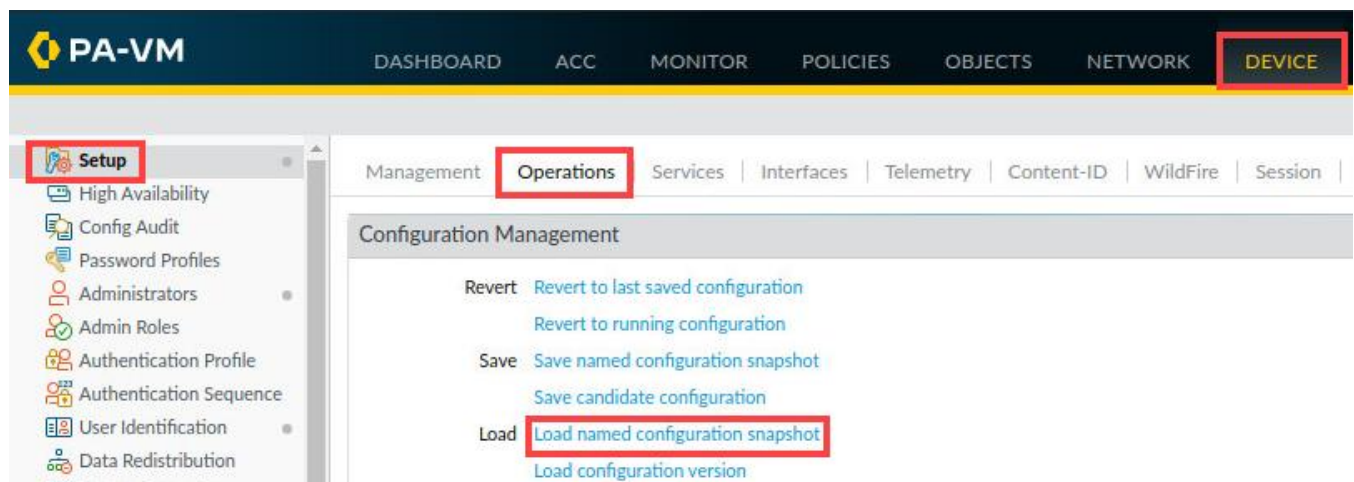 PA-VM
DASHBOARD ACC MONITOR POLICIES OBJECTS NETWORK DEVICE
Setup
High Availability
Config Audit
Password Profiles
Administrators
Admin Roles
Authentication Profile
Authentication Sequence
User Identification
Data Redistribution
Management | Operations | Services | Interfaces | Telemetry | Content-ID | WildFire | Session |
Configuration Management
Revert Revert to last saved configuration
Revert to running configuration
Save Save named configuration snapshot
Save candidate configuration
Load Load named configuration snapshot
Load configuration version